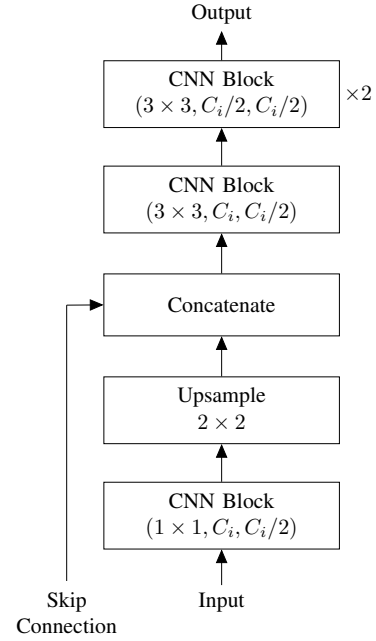 Output
CNN Block
(3 × 3, C_i/2, C_i/2)
×2
CNN Block
(3 × 3, C_i, C_i/2)
Concatenate
Upsample
2 × 2
CNN Block
(1 × 1, C_i, C_i/2)
Skip
Connection
Input